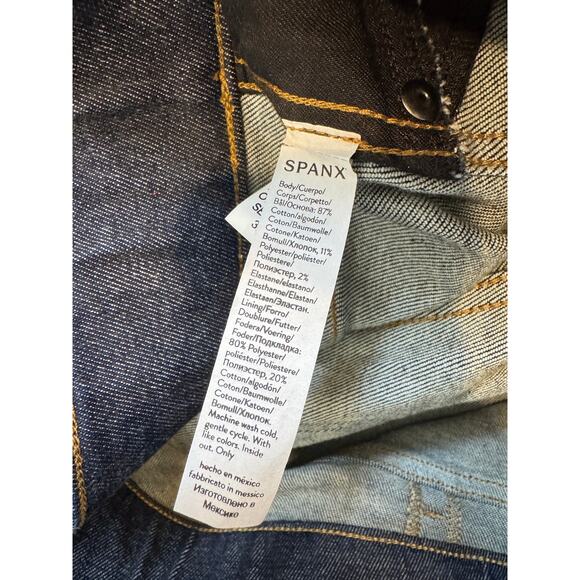 SPANX
Body/Cuerpo/
Corps/Corpetto/
Bål/Основа: 87%
Cotton/algodón/
Coton/Baumwolle/
Cotone/Katoen/
Bomull/Хлопок, 11%
Polyester/poliéster/
Poliestere/
Полиэстер, 2%
Elastane/elastano/
Elasthanne/Elastan/
Elastaan/Эластан.
Lining/Forro/
Doublure/Futter/
Fodera/Voering/
Foder/Подкладка:
80% Polyester/
poliéster/Poliestere/
Полиэстер, 20%
Cotton/algodón/
Coton/Baumwolle/
Cotone/Katoen/
Bomull/Хлопок.
Machine wash cold,
gentle cycle. With
like colors. Inside
out. Only
hecho en méxico
fabbricato in messico
Изготовлено в
Мексике